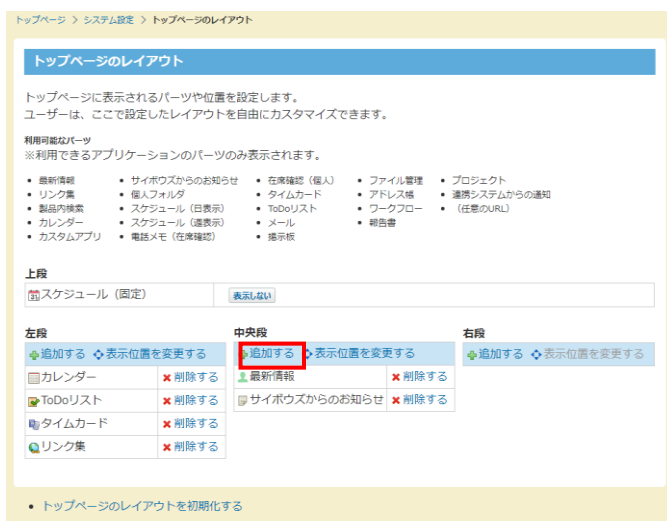 トップページ > システム設定 > トップページのレイアウト
トップページのレイアウト
トップページに表示されるパーツや位置を設定します。
ユーザーは、ここで設定したレイアウトを自由にカスタマイズできます。
利用可能なパーツ
※利用できるアプリケーションのパーツのみ表示されます。
• 最新情報 • サイボウズからのお知らせ • 在席確認（個人） • ファイル管理 • プロジェクト
• リンク集 • 個人フォルダ • タイムカード • アドレス帳 • 連携システムからの通知
• 製品内検索 • スケジュール（日表示） • ToDoリスト • ワークフロー • （任意のURL）
• カレンダー • スケジュール（週表示） • メール • 報告書
• カスタムアプリ • 電話メモ（在席確認） • 掲示板
上段
31 スケジュール（固定） 表示しない
左段 中央段 右段
追加する 表示位置を変更する 追加する 表示位置を変更する 追加する 表示位置を変更する
カレンダー 削除する 最新情報 削除する
ToDoリスト 削除する サイボウズからのお知らせ 削除する
タイムカード 削除する
リンク集 削除する
• トップページのレイアウトを初期化する